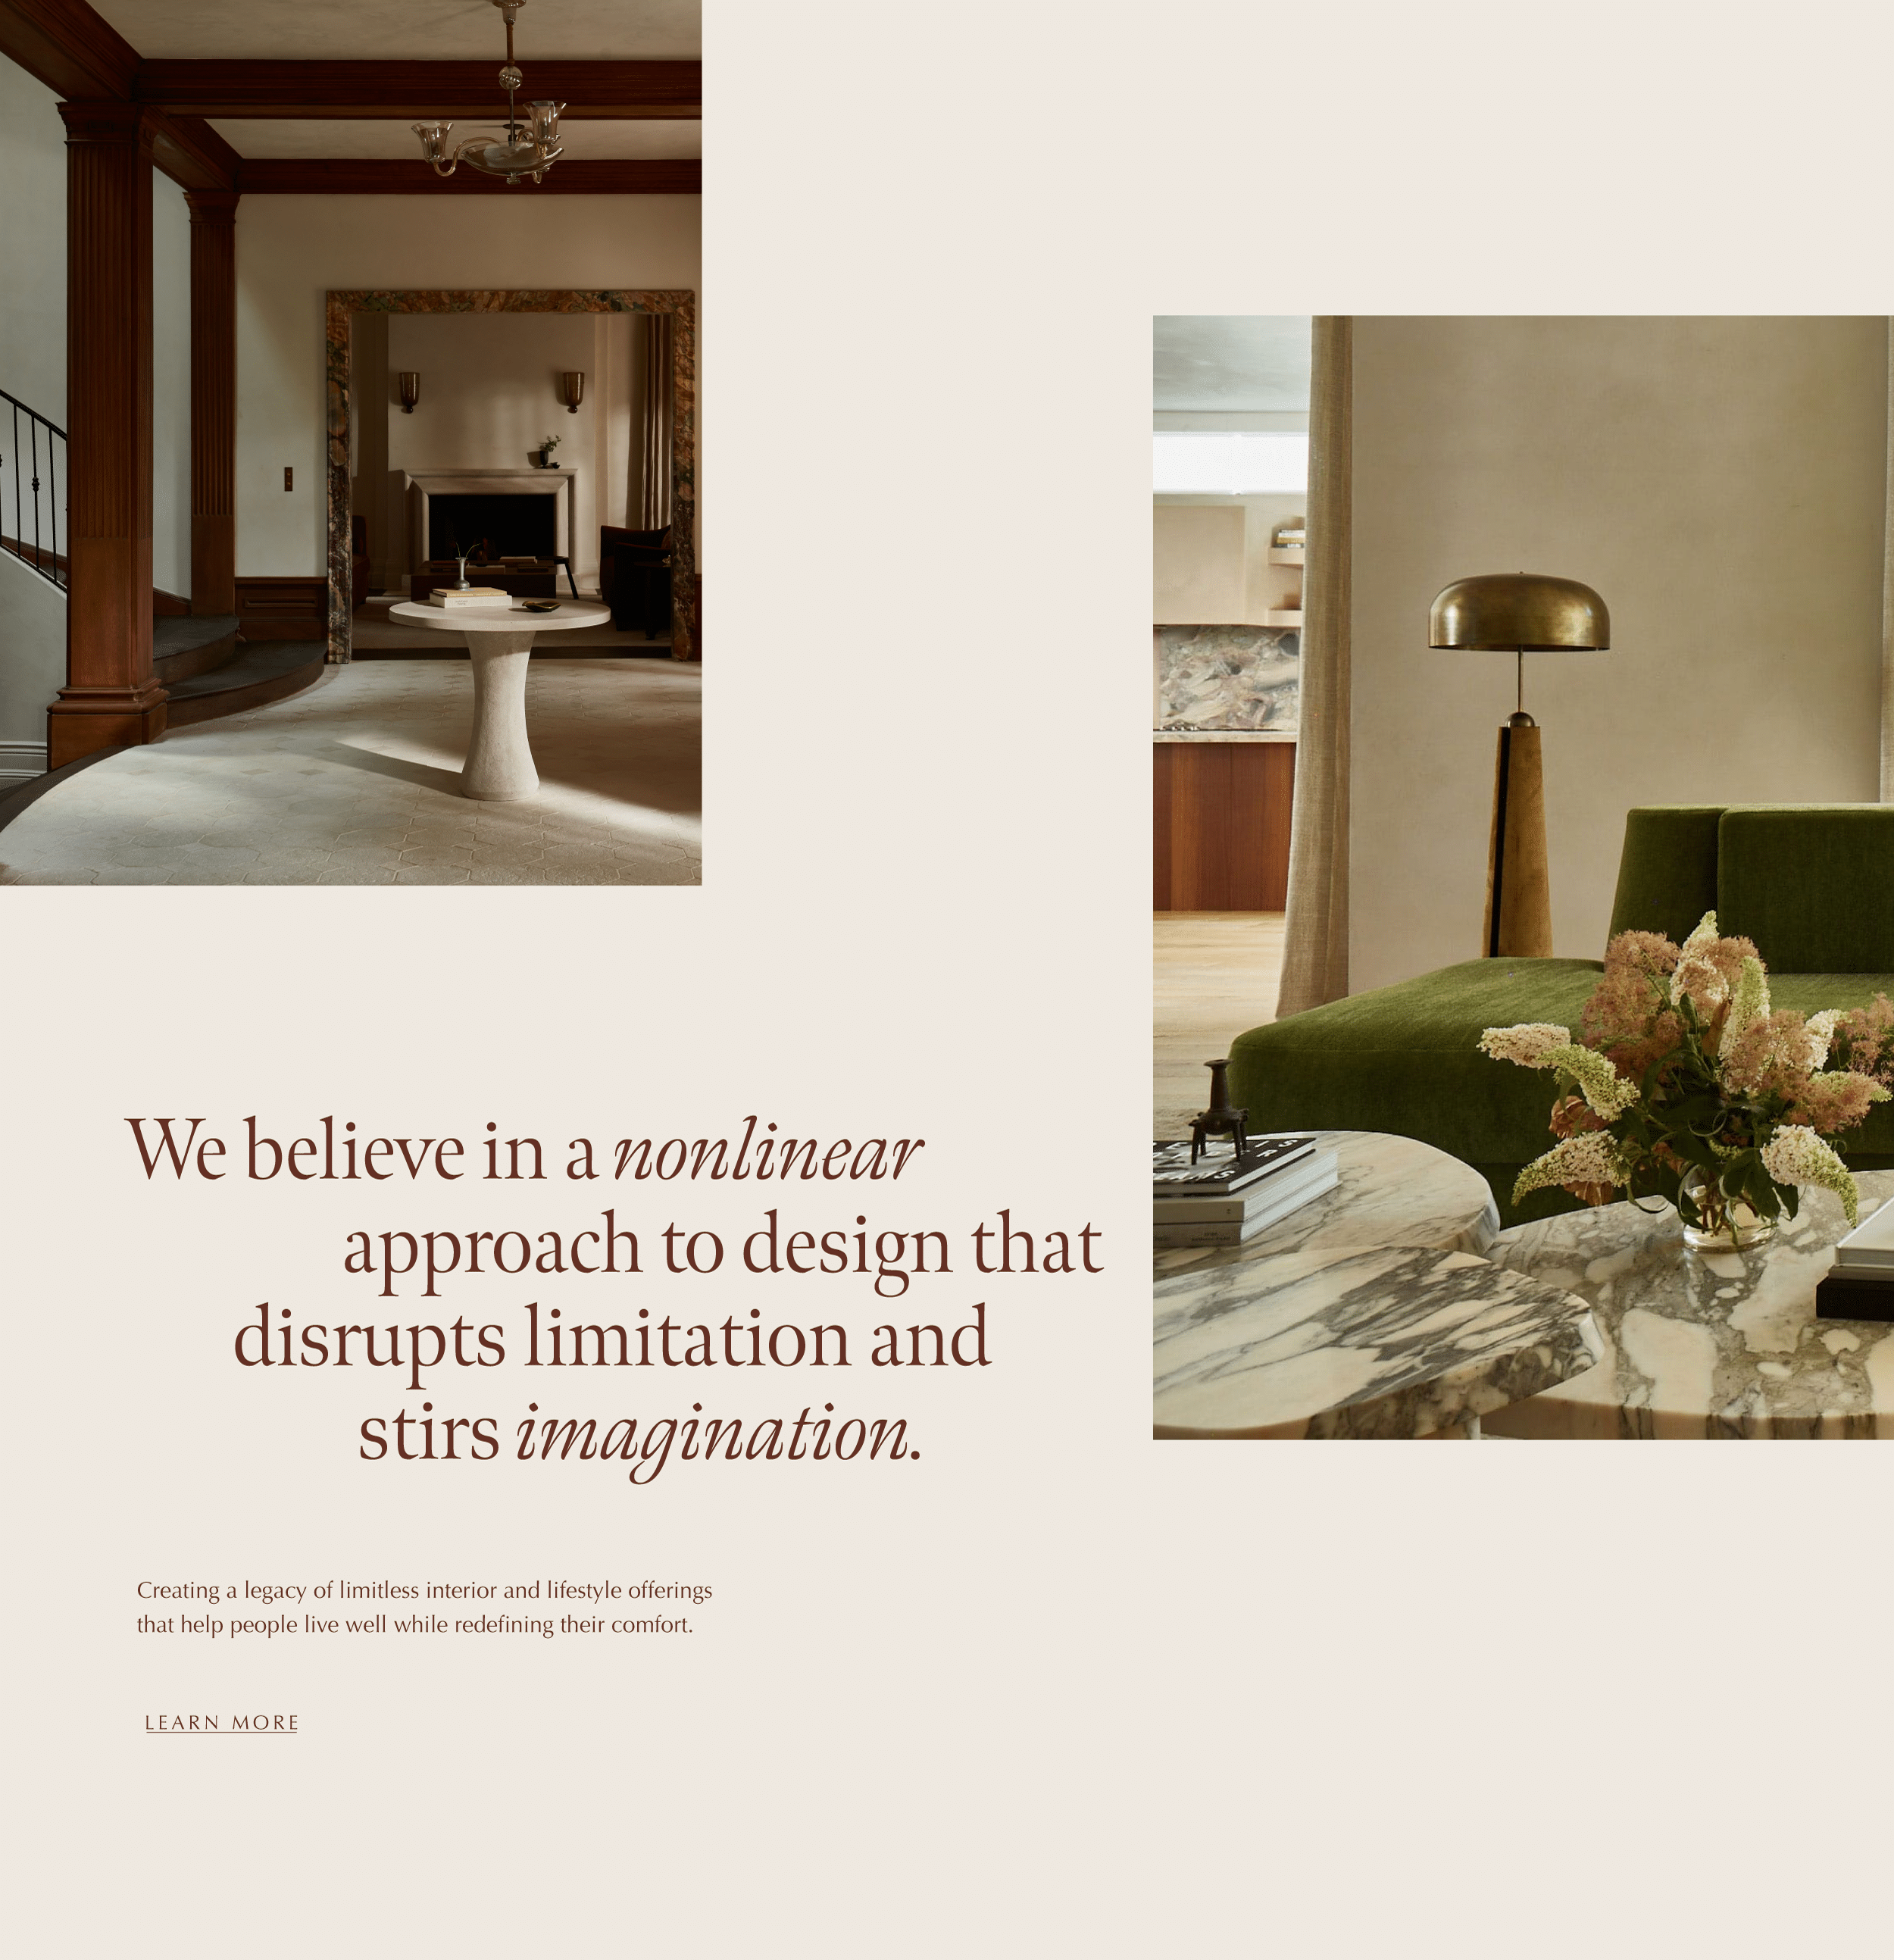 We believe in a nonlinear
approach to design that
disrupts limitation and
stirs imagination.
Creating a legacy of limitless interior and lifestyle offerings
that help people live well while redefining their comfort.
LEARN MORE